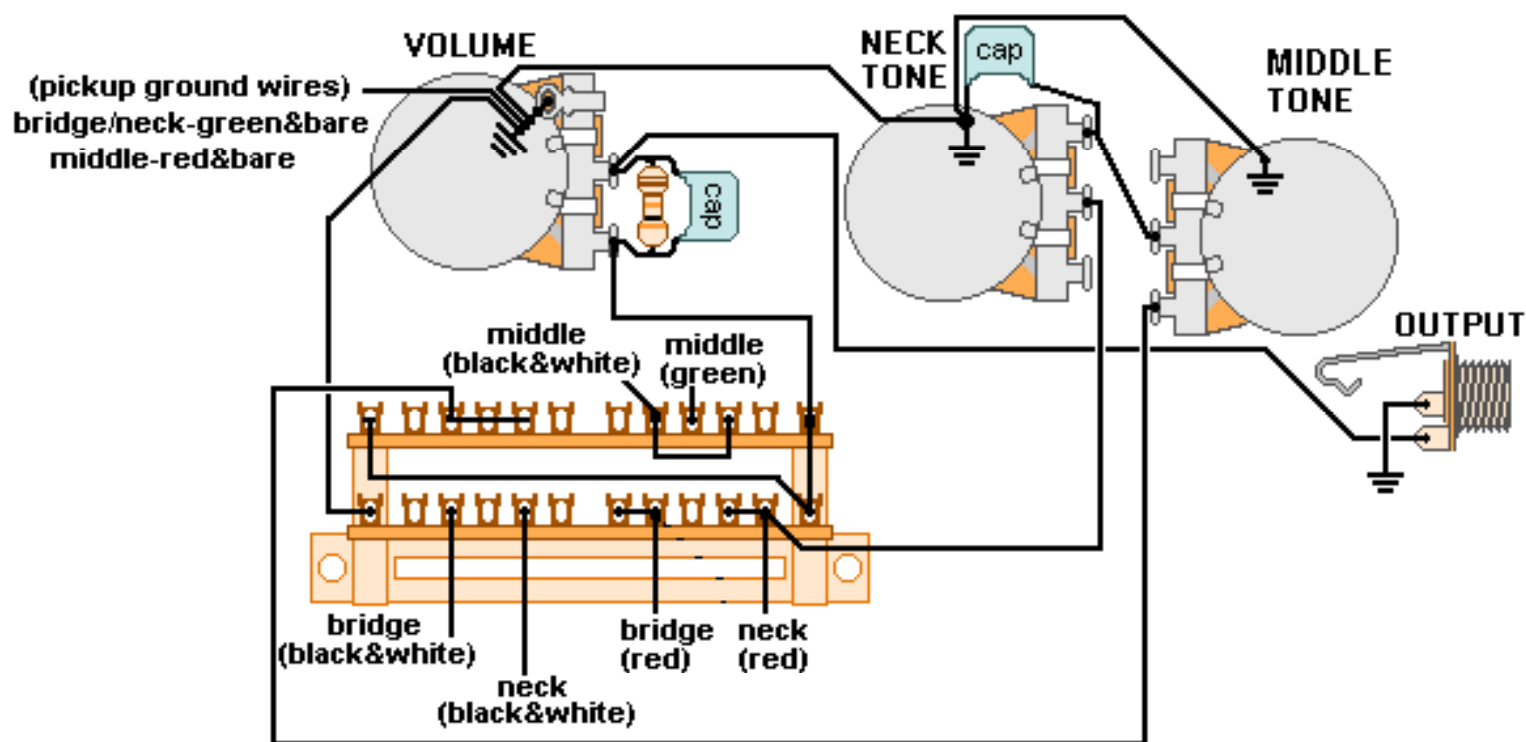 VOLUME
(pickup ground wires)
bridge/neck-green&bare
middle-red&bare
cap
NECK
TONE
cap
MIDDLE
TONE
OUTPUT
middle
(black&white)
middle
(green)
bridge
(black&white)
neck
(black&white)
bridge
(red)
neck
(red)